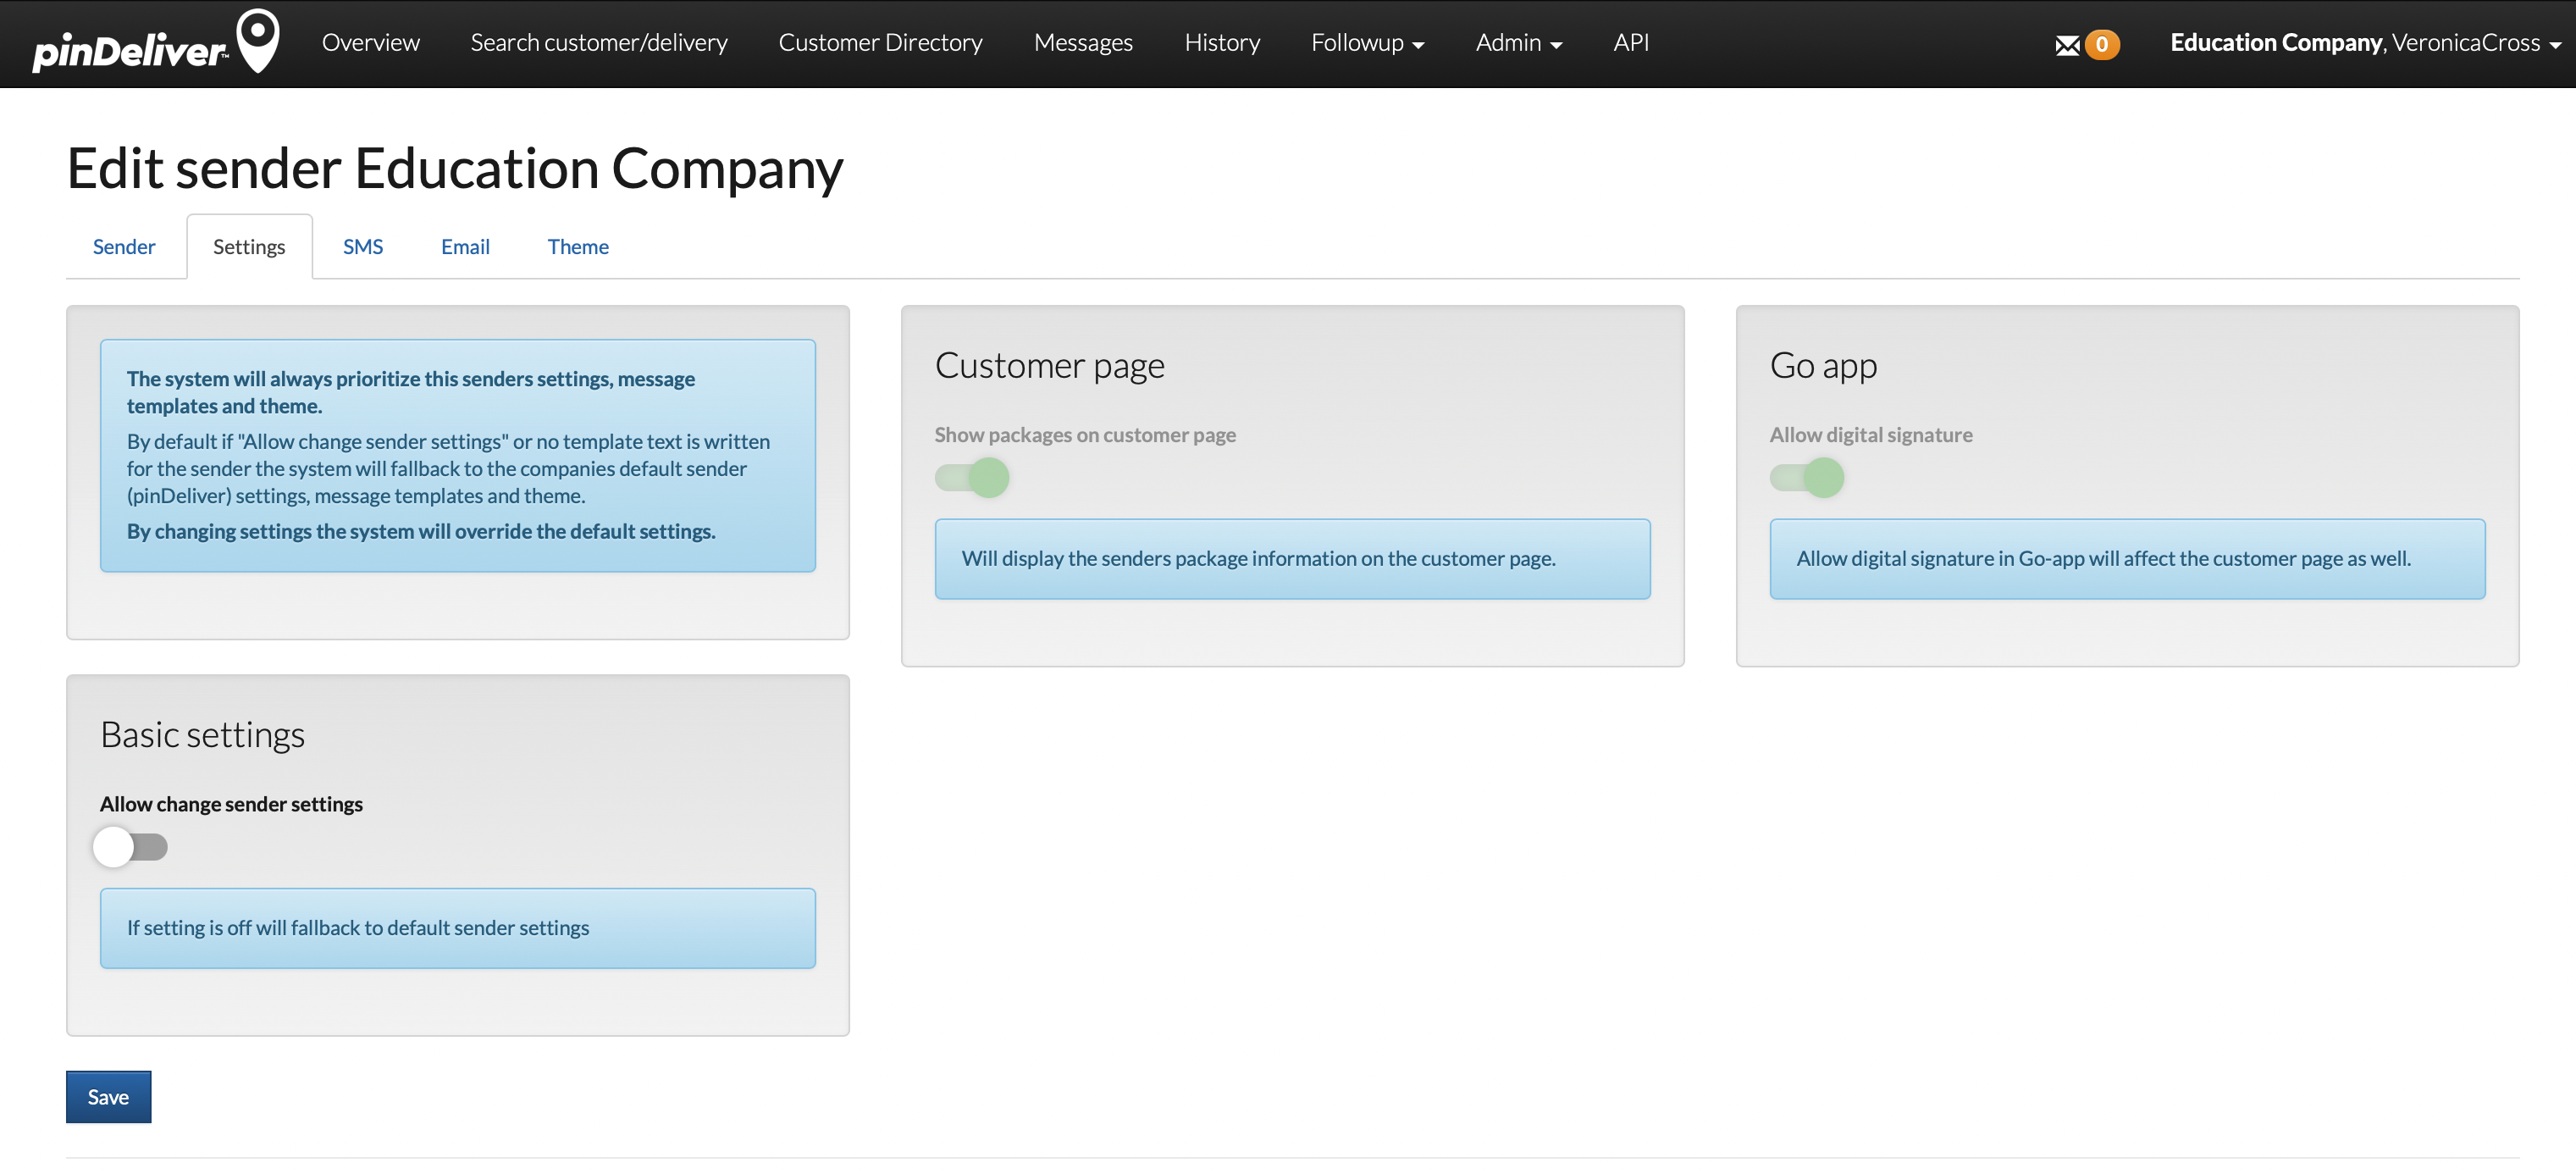 pinDeliver™
Overview
Search customer/delivery
Customer Directory
Messages
History
Followup
Admin
API
0
Education Company, VeronicaCross
Edit sender Education Company
Sender
Settings
SMS
Email
Theme
The system will always prioritize this senders settings, message
templates and theme.
By default if "Allow change sender settings" or no template text is written
for the sender the system will fallback to the companies default sender
(pinDeliver) settings, message templates and theme.
By changing settings the system will override the default settings.
Customer page
Show packages on customer page
Will display the senders package information on the customer page.
Go app
Allow digital signature
Allow digital signature in Go-app will affect the customer page as well.
Basic settings
Allow change sender settings
If setting is off will fallback to default sender settings
Save